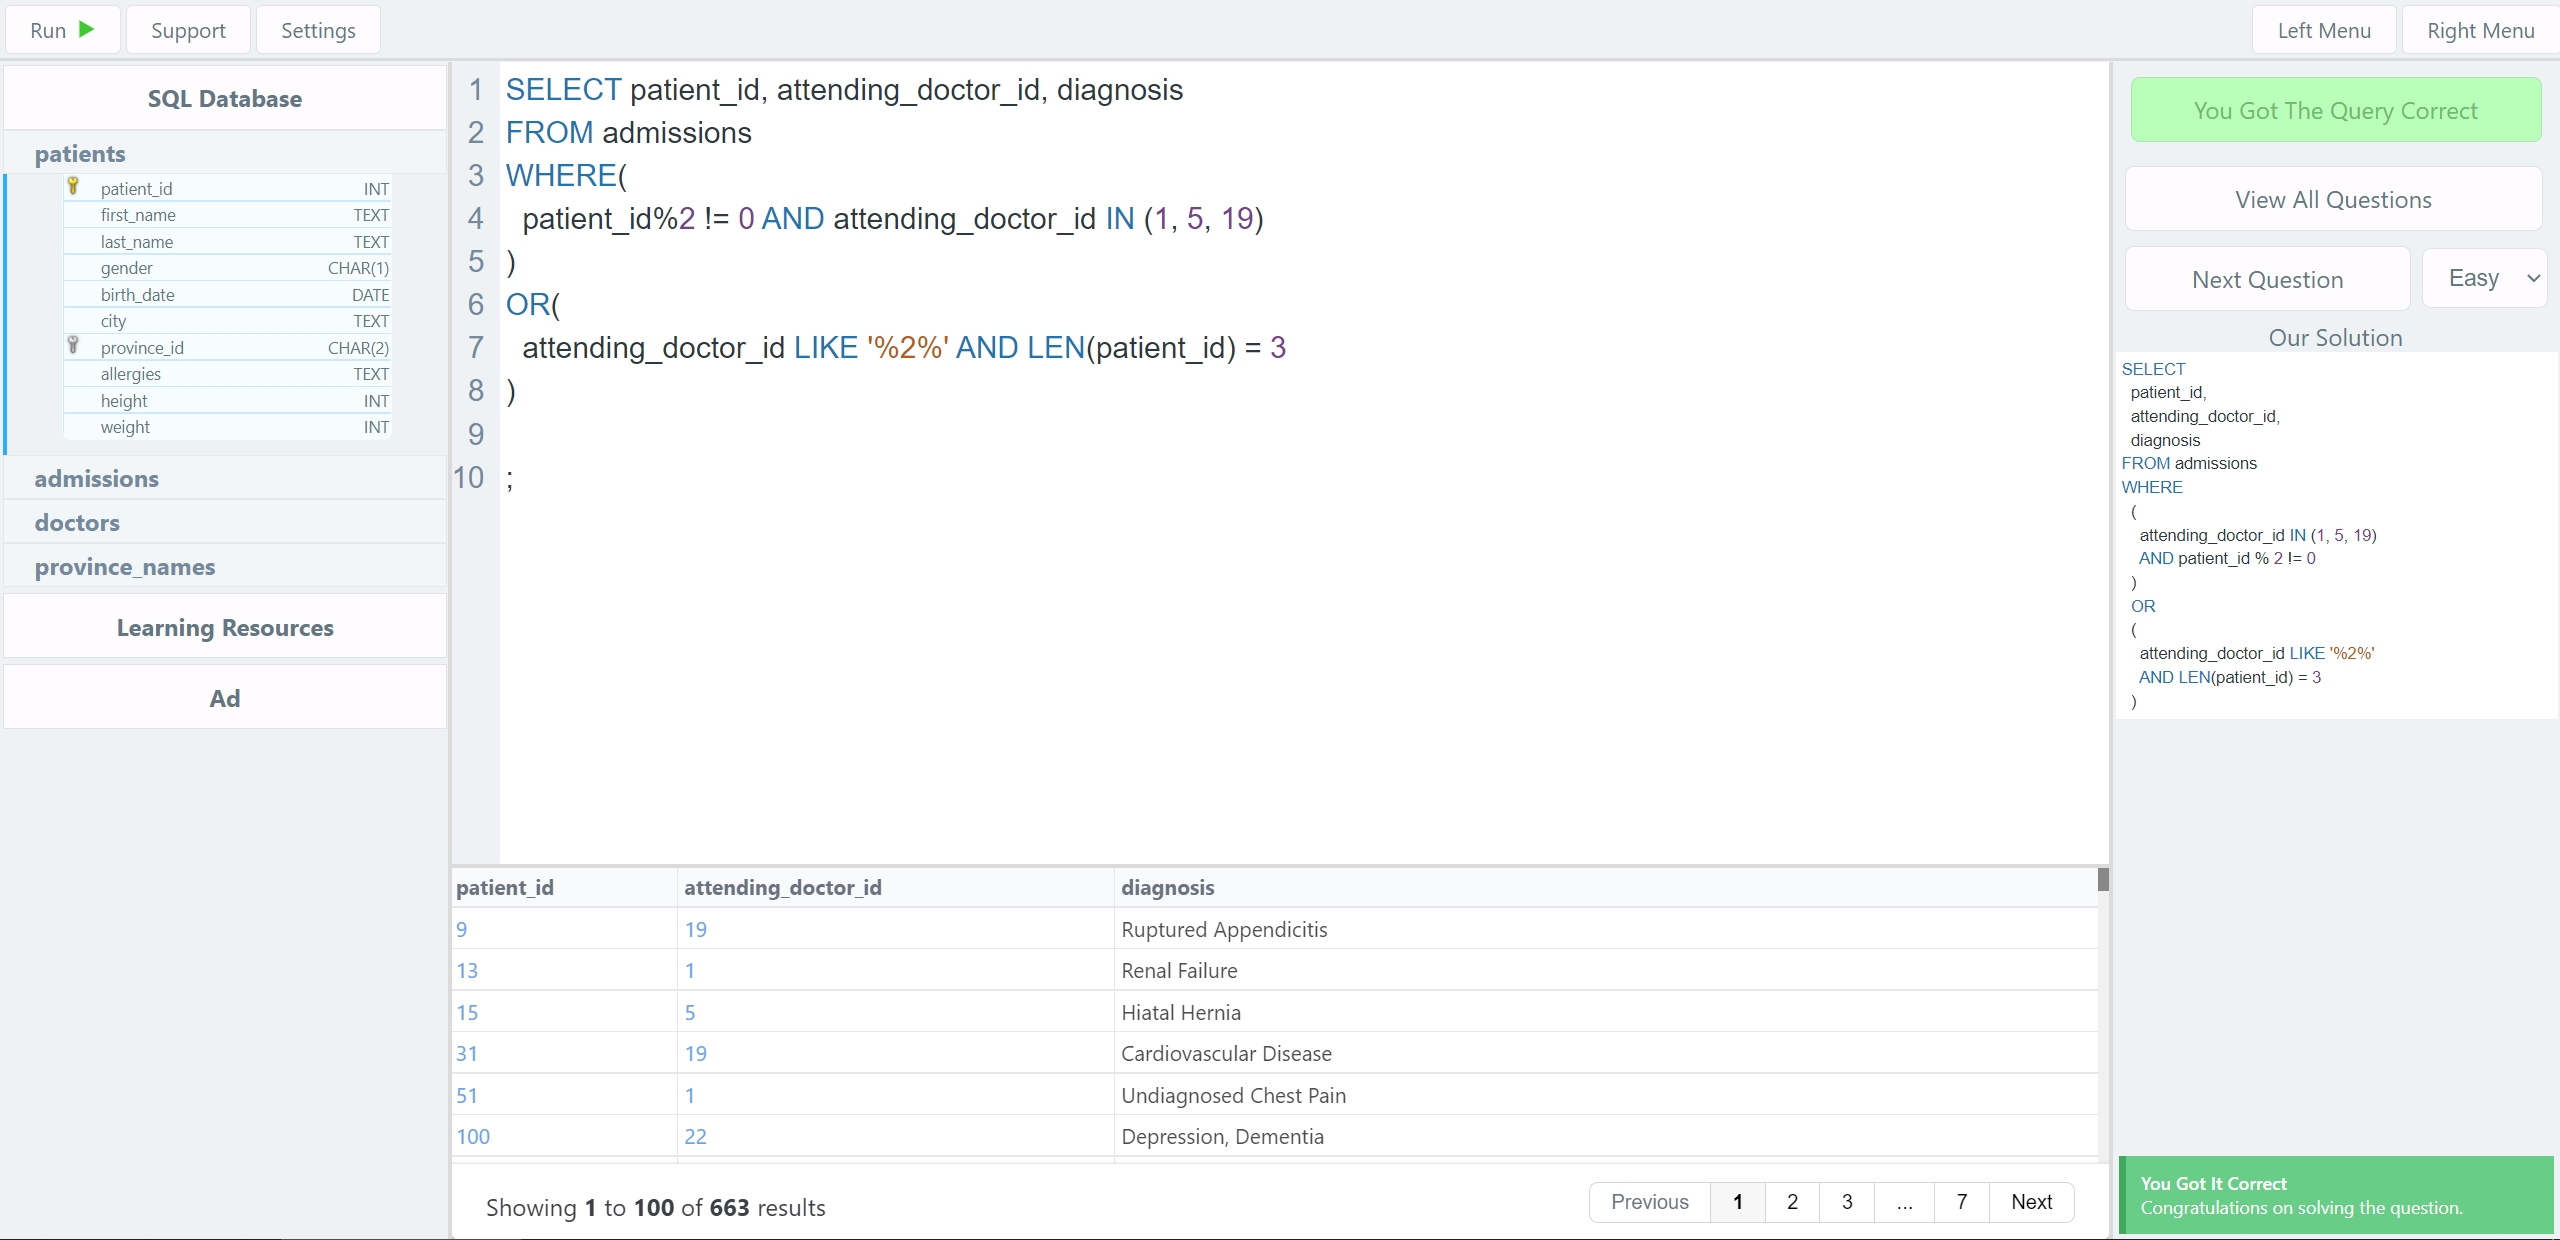 Run
Support
Settings
Left Menu
Right Menu
SQL Database
patients
patient_id INT
first_name TEXT
last_name TEXT
gender CHAR(1)
birth_date DATE
city TEXT
province_id CHAR(2)
allergies TEXT
height INT
weight INT
admissions
doctors
province_names
Learning Resources
Ad
1 SELECT patient_id, attending_doctor_id, diagnosis
2 FROM admissions
3 WHERE(
4 patient_id%2 != 0 AND attending_doctor_id IN (1, 5, 19)
5 )
6 OR(
7 attending_doctor_id LIKE '%2%' AND LEN(patient_id) = 3
8 )
9
10 ;
patient_id attending_doctor_id diagnosis
9 19 Ruptured Appendicitis
13 1 Renal Failure
15 5 Hiatal Hernia
31 19 Cardiovascular Disease
51 1 Undiagnosed Chest Pain
100 22 Depression, Dementia
Showing 1 to 100 of 663 results
Previous 1 2 3 ... 7 Next
You Got The Query Correct
View All Questions
Next Question
Easy
Our Solution
SELECT
patient_id,
attending_doctor_id,
diagnosis
FROM admissions
WHERE
(
attending_doctor_id IN (1, 5, 19)
AND patient_id % 2 != 0
)
OR
(
attending_doctor_id LIKE '%2%'
AND LEN(patient_id) = 3
)
You Got It Correct
Congratulations on solving the question.